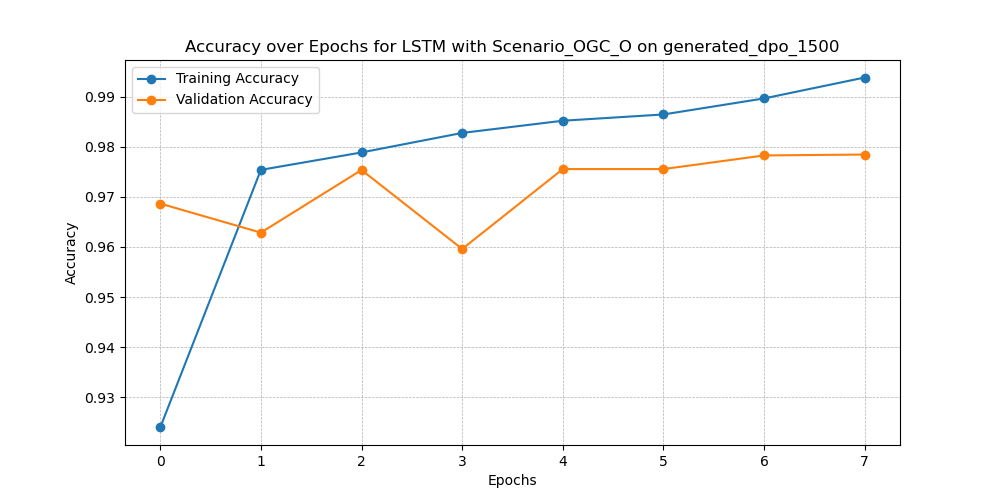 Accuracy over Epochs for LSTM with Scenario_OGC_O on generated_dpo_1500
Training Accuracy
Validation Accuracy
Accuracy
0.99
0.98
0.97
0.96
0.95
0.94
0.93
0 1 2 3 4 5 6 7
Epochs